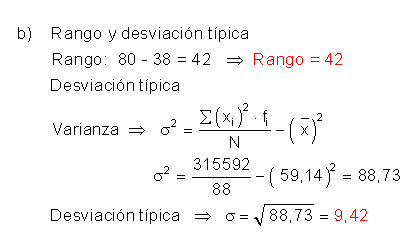 b) Rango y desviación típica
Rango: 80 - 38 = 42 ⇒ Rango = 42
Desviación típica
Varianza ⇒ σ² = Σ(xᵢ)² · fᵢ / N − (x̄)²
σ² = 315592 / 88 − (59,14)² = 88,73
Desviación típica ⇒ σ = √88,73 = 9,42